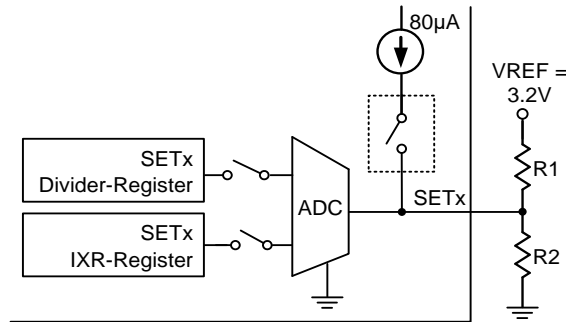 80µA
VREF =
3.2V
R1
SETx
Divider-Register
ADC
SETx
SETx
IXR-Register
R2